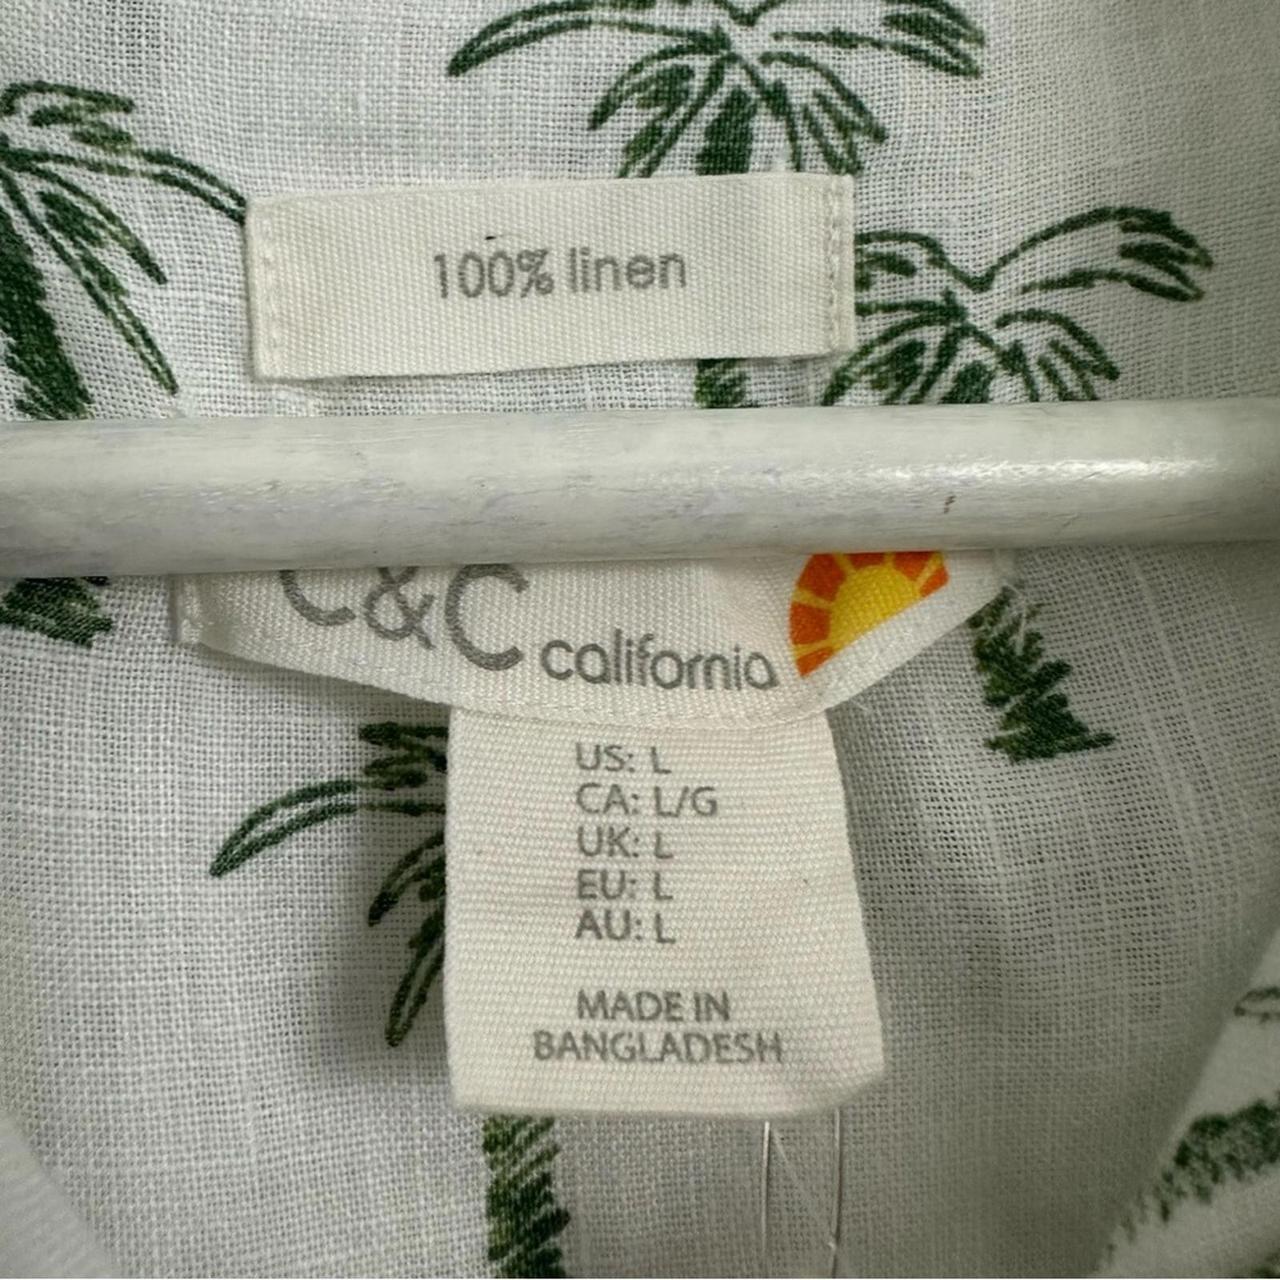 100% linen
C&C california
US: L
CA: L/G
UK: L
EU: L
AU: L
MADE IN
BANGLADESH